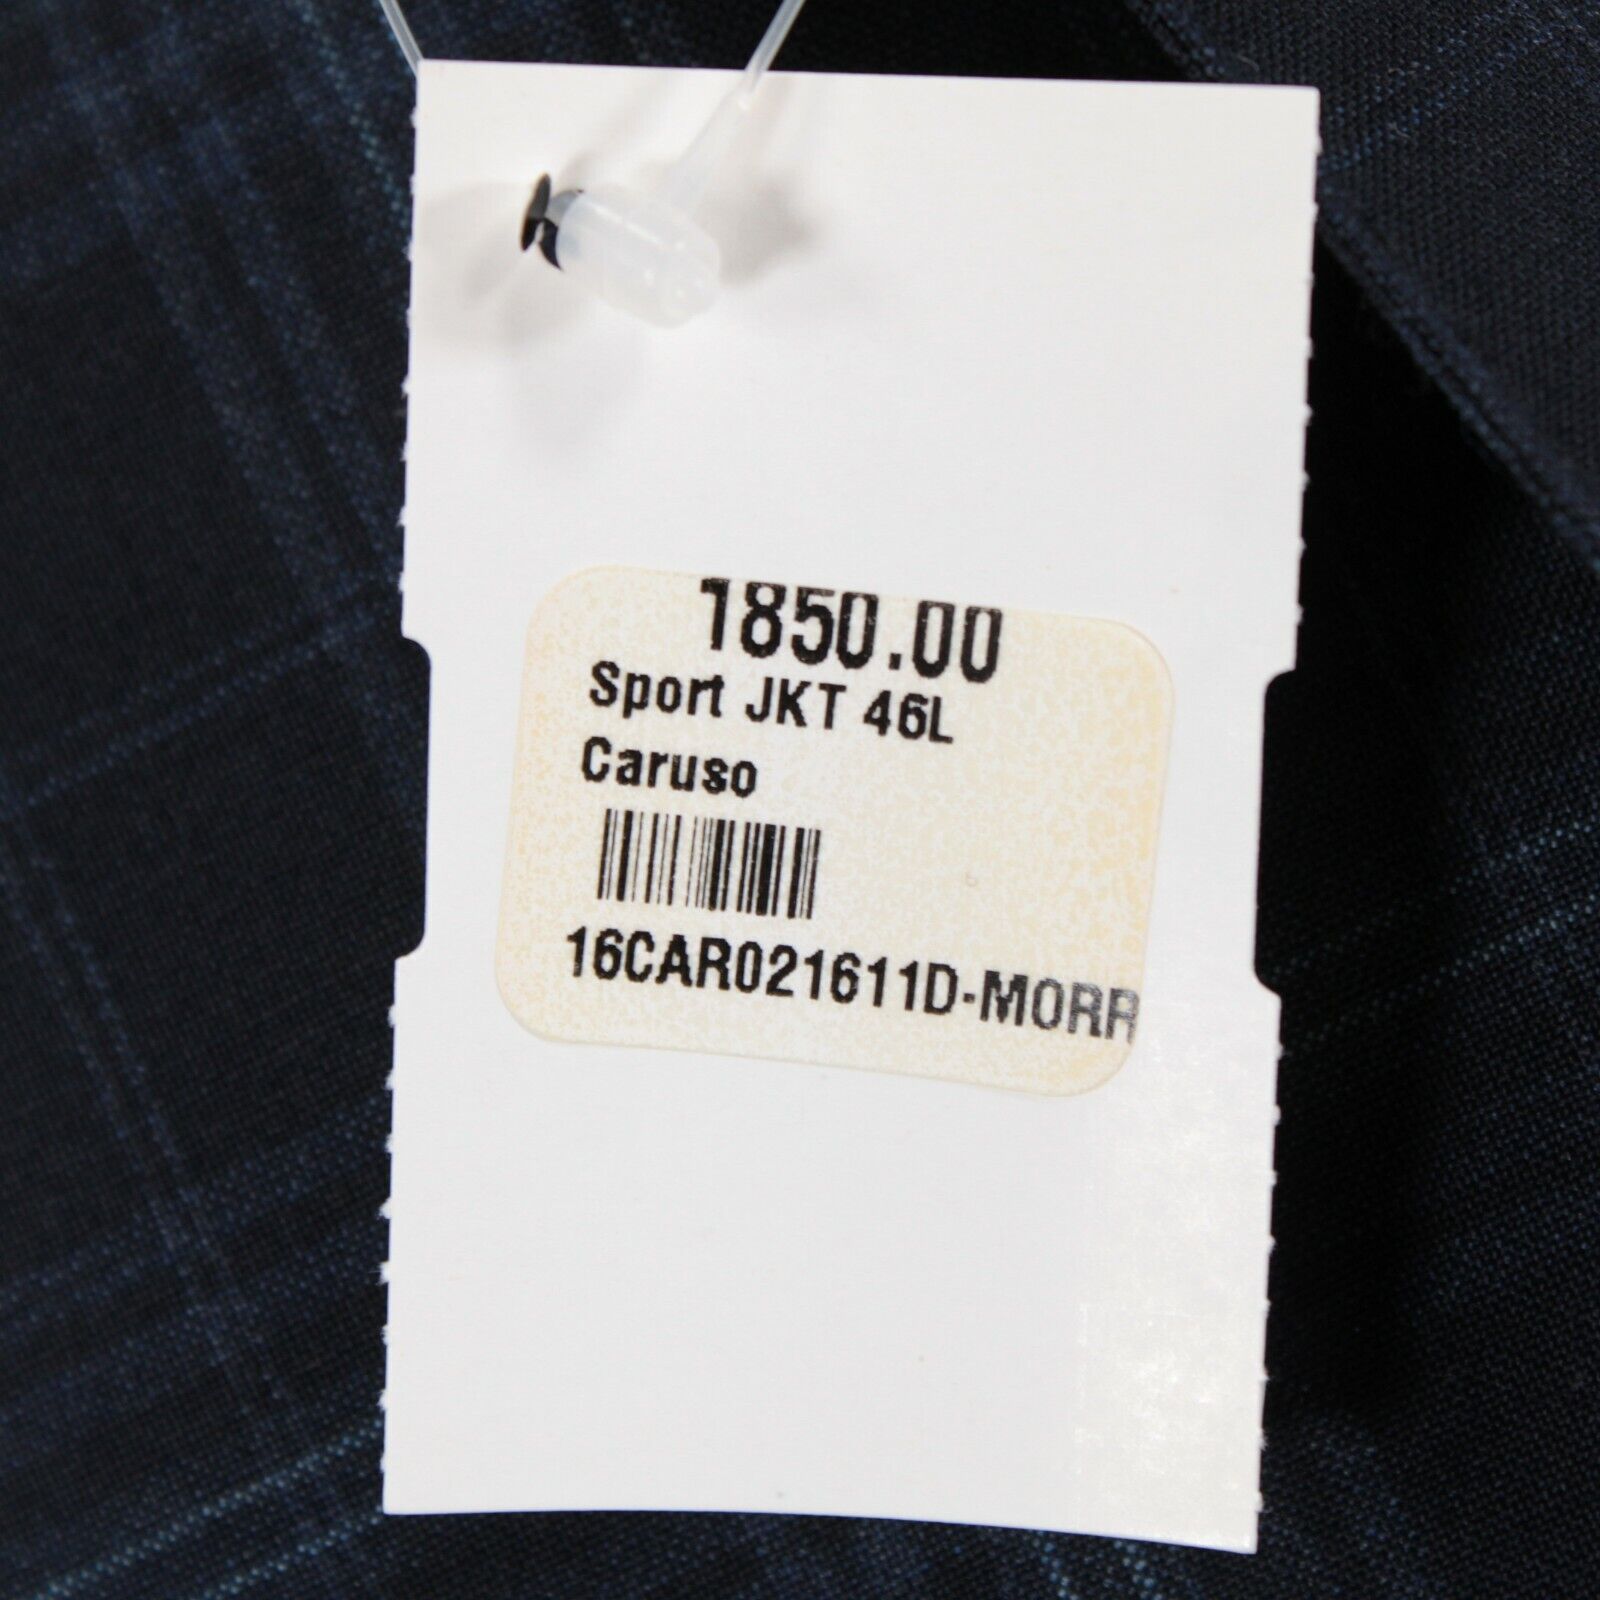 1850.00
Sport JKT 46L
Caruso
16CAR021611D-MORR